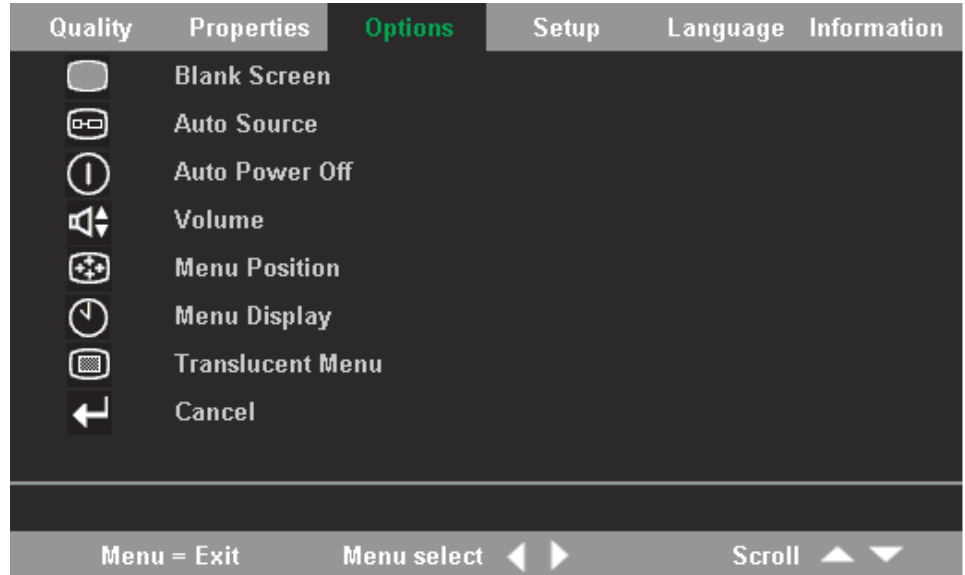 Quality Properties Options Setup Language Information
Blank Screen
Auto Source
Auto Power Off
Volume
Menu Position
Menu Display
Translucent Menu
Cancel
Menu = Exit Menu select Scroll